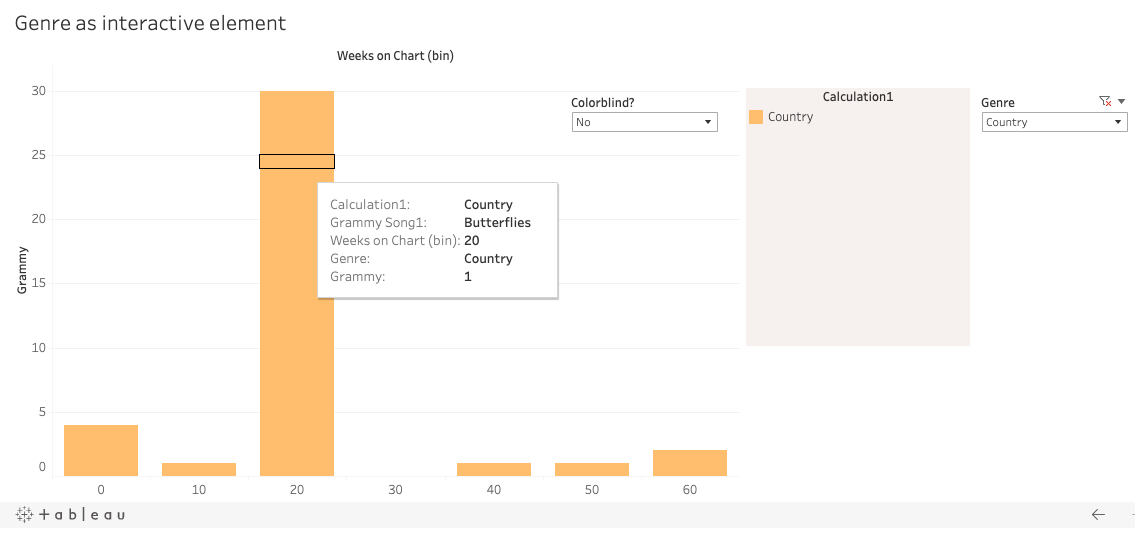 Genre as interactive element
Weeks on Chart (bin)
30
25
20
15
10
5
0
Grammy
0 10 20 30 40 50 60
Colorblind?
No
Calculation1
Country
Genre
Country
Calculation1: Country
Grammy Song1: Butterflies
Weeks on Chart (bin): 20
Genre: Country
Grammy: 1
+ableau